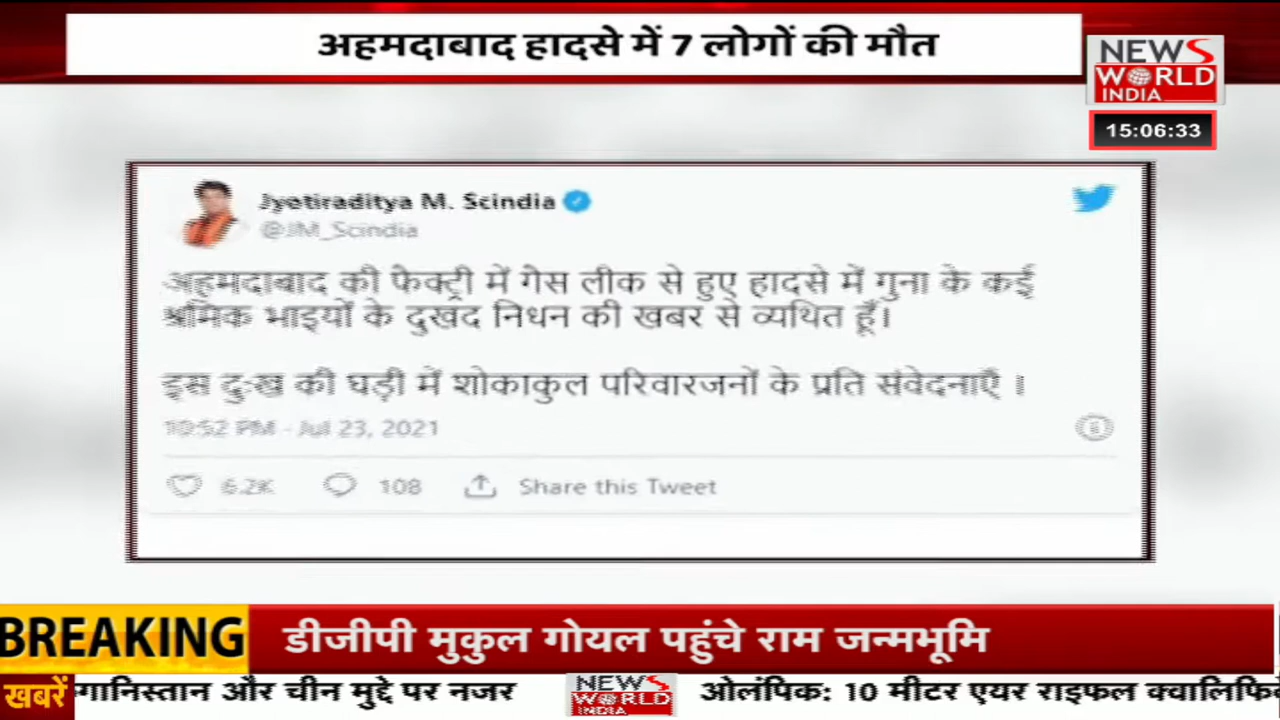 अहमदाबाद हादसे में 7 लोगों की मौत
NEWS
WORLD
INDIA
15:06:33
Jyotiraditya M. Scindia
@JM_Scindia
अहमदाबाद की फैक्ट्री में गैस लीक से हुए हादसे में गुना के कई
श्रमिक भाइयों के दुखद निधन की खबर से व्यथित हूँ।
इस दुःख की घड़ी में शोकाकुल परिवारजनों के प्रति संवेदनाएँ ।
10:52 PM - Jul 23, 2021
6.2K 108 Share this Tweet
BREAKING डीजीपी मुकुल गोयल पहुंचे राम जन्मभूमि
खबरें गानिस्तान और चीन मुद्दे पर नजर NEWS WORLD INDIA ओलंपिक: 10 मीटर एयर राइफल क्वालिफि